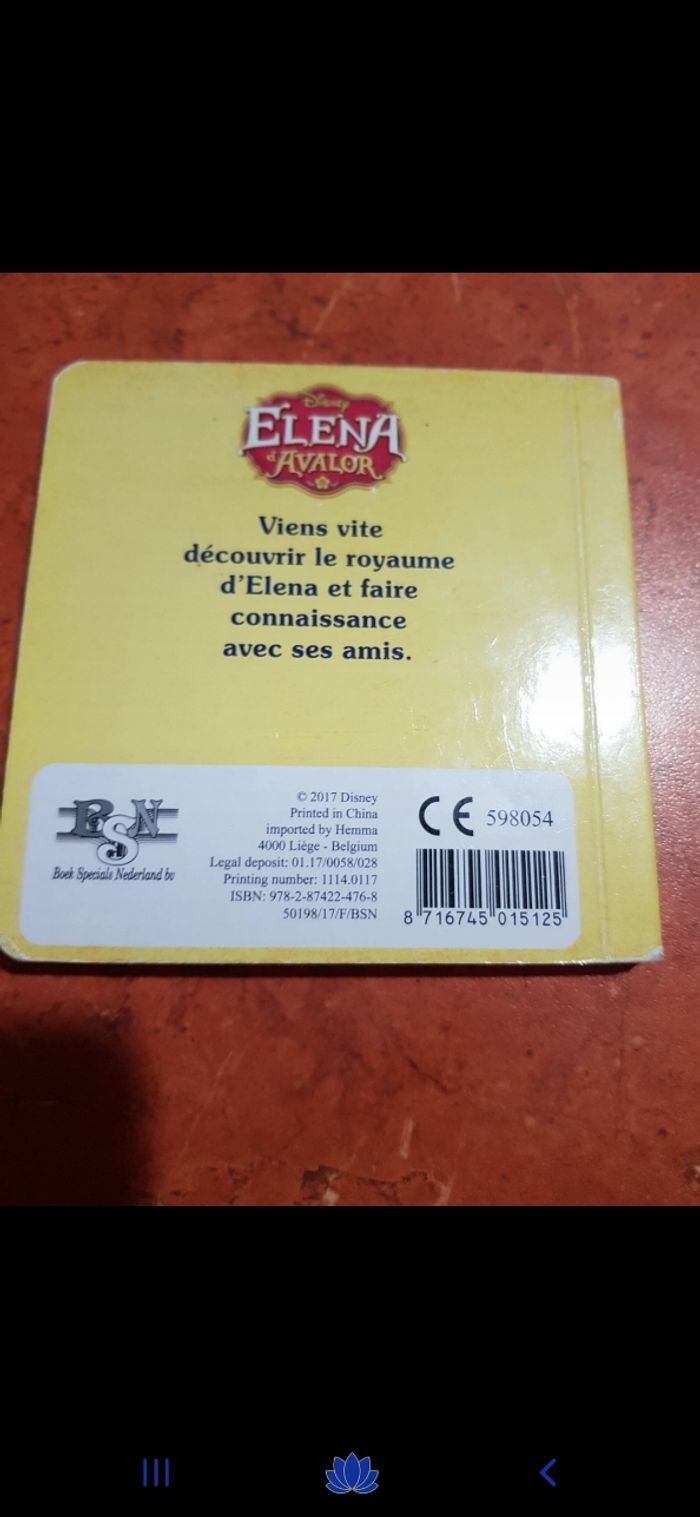 Disney
ELENA
d'AVALOR
Viens vite
découvrir le royaume
d'Elena et faire
connaissance
avec ses amis.
BSN
Boek Specials Nederland bv
© 2017 Disney
Printed in China
imported by Hemma
4000 Liège - Belgium
Legal deposit: 01.17/0058/028
Printing number: 1114.0117
ISBN: 978-2-87422-476-8
50198/17/F/BSN
CE 598054
8 716745 015125